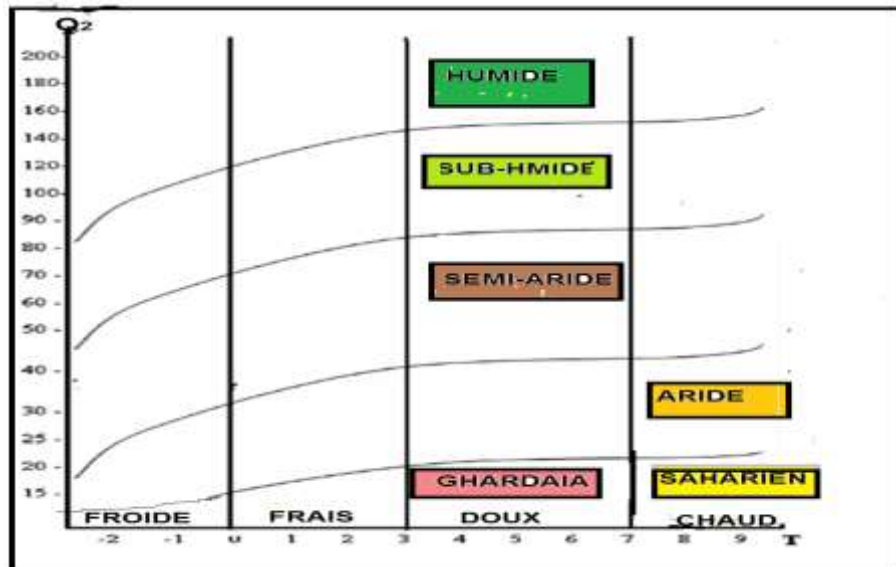 Q2
200
180
160
140
120
100
90
80
70
60
50
40
30
25
20
15
HUMIDE
SUB-HMIDE
SEMI-ARIDE
ARIDE
GHARDAIA
SAHARIEN
FROIDE FRAIS DOUX CHAUD
-2 -1 0 1 2 3 4 5 6 7 8 9 T